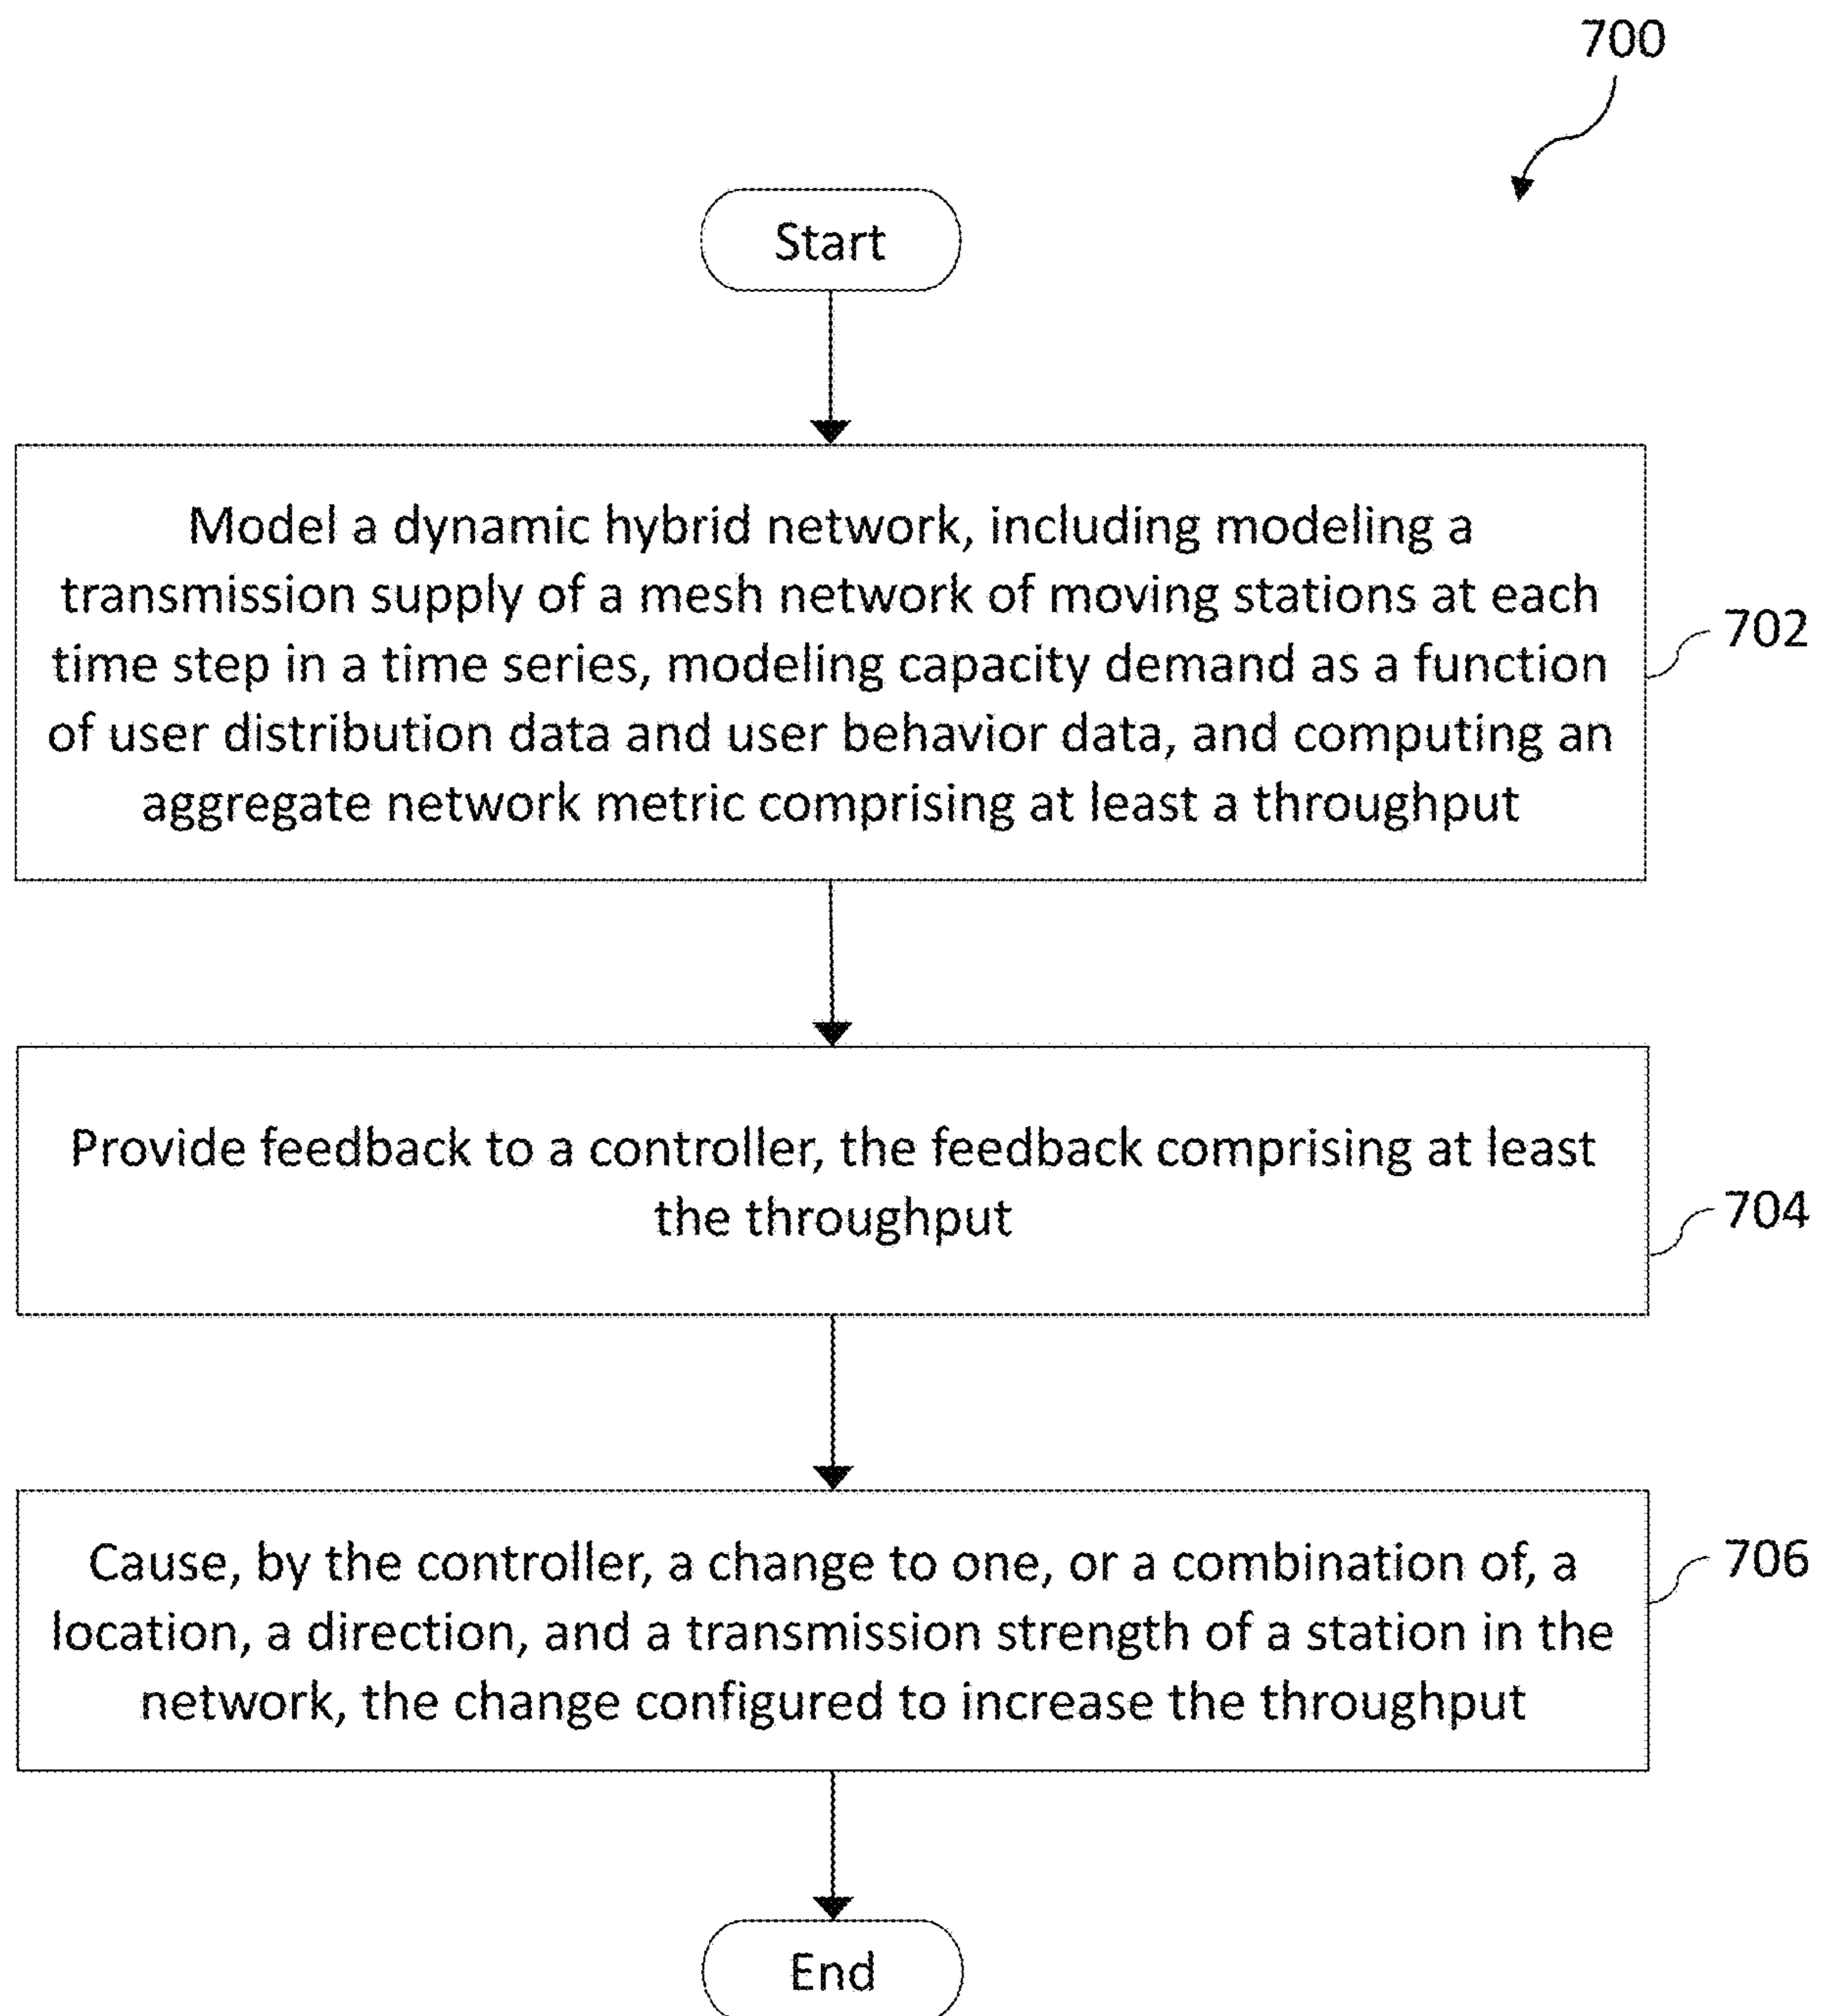 700
Start
Model a dynamic hybrid network, including modeling a
transmission supply of a mesh network of moving stations at each
time step in a time series, modeling capacity demand as a function
of user distribution data and user behavior data, and computing an
aggregate network metric comprising at least a throughput
702
Provide feedback to a controller, the feedback comprising at least
the throughput
704
Cause, by the controller, a change to one, or a combination of, a
location, a direction, and a transmission strength of a station in the
network, the change configured to increase the throughput
706
End